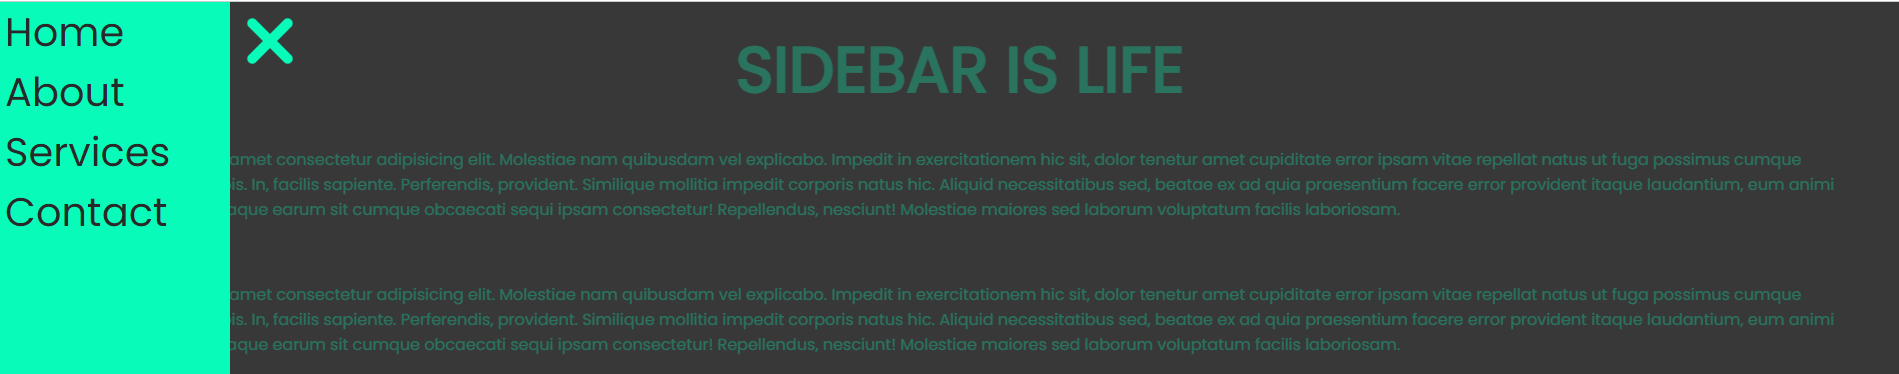 Home
About
Services
Contact
SIDEBAR IS LIFE
amet consectetur adipisicing elit. Molestiae nam quibusdam vel explicabo. Impedit in exercitationem hic sit, dolor tenetur amet cupiditate error ipsam vitae repellat natus ut fuga possimus cumque
In, facilis sapiente. Perferendis, provident. Similique mollitia impedit corporis natus hic. Aliquid necessitatibus sed, beatae ex ad quia praesentium facere error provident itaque laudantium, eum animi
earum sit cumque obcaecati sequi ipsam consectetur! Repellendus, nesciunt! Molestiae maiores sed laborum voluptatum facilis laboriosam.
amet consectetur adipisicing elit. Molestiae nam quibusdam vel explicabo. Impedit in exercitationem hic sit, dolor tenetur amet cupiditate error ipsam vitae repellat natus ut fuga possimus cumque
In, facilis sapiente. Perferendis, provident. Similique mollitia impedit corporis natus hic. Aliquid necessitatibus sed, beatae ex ad quia praesentium facere error provident itaque laudantium, eum animi
earum sit cumque obcaecati sequi ipsam consectetur! Repellendus, nesciunt! Molestiae maiores sed laborum voluptatum facilis laboriosam.